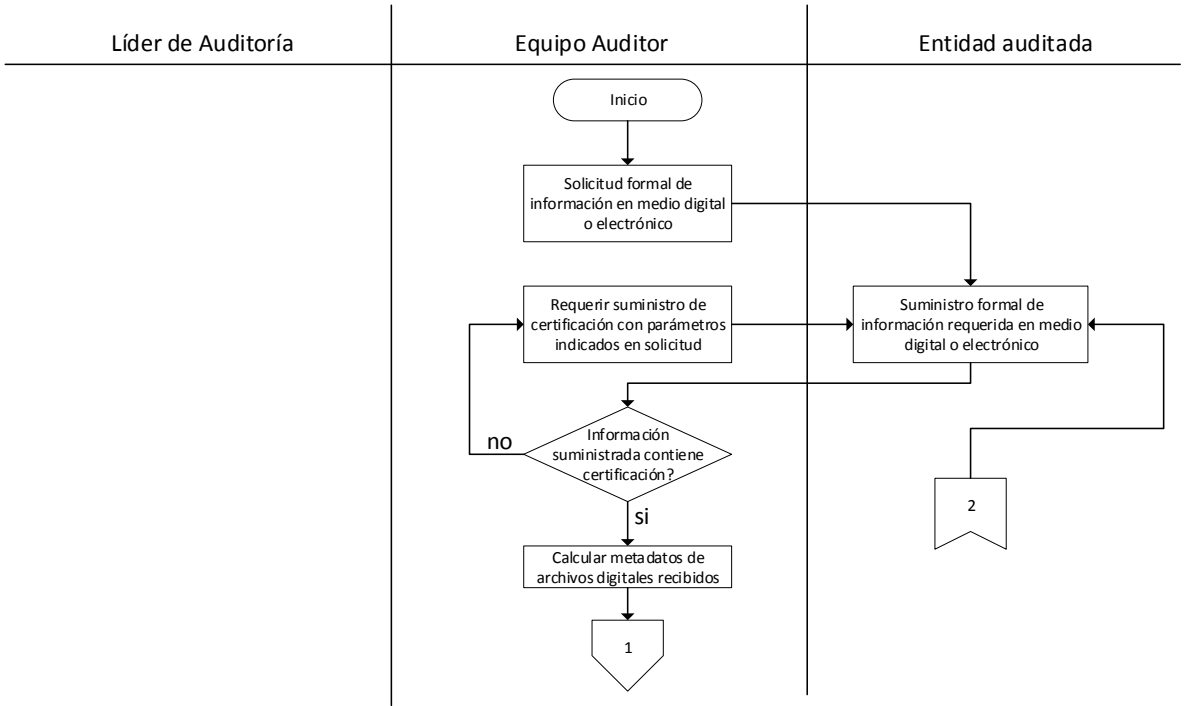 Líder de Auditoría
Equipo Auditor
Entidad auditada
Inicio
Solicitud formal de
información en medio digital
o electrónico
Requerir suministro de
certificación con parámetros
indicados en solicitud
Suministro formal de
información requerida en medio
digital o electrónico
Información
suministrada contiene
certificación?
no
si
2
Calcular metadatos de
archivos digitales recibidos
1